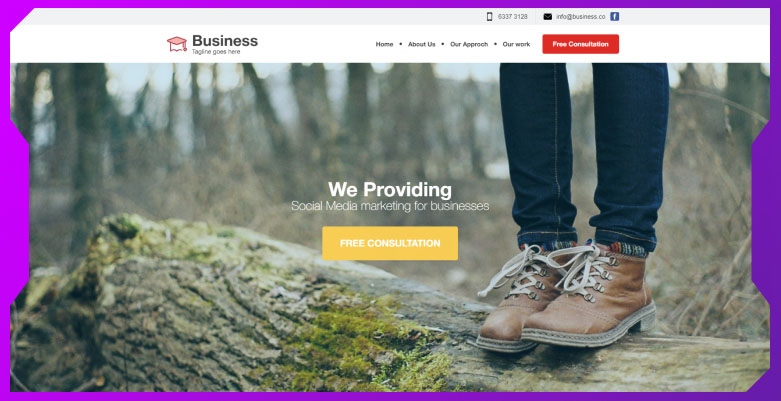 6337 3128
info@business.co
Business
Tagline goes here
Home • About Us • Our Approch • Our work
Free Consultation
We Providing
Social Media marketing for businesses
FREE CONSULTATION